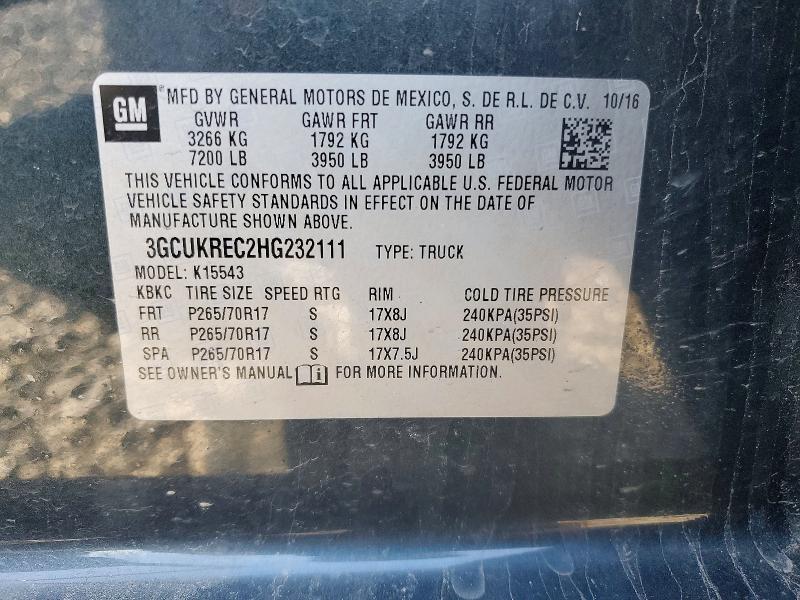 GM ® MFD BY GENERAL MOTORS DE MEXICO, S. DE R.L. DE C.V. 10/16
GVWR GAWR FRT GAWR RR
3266 KG 1792 KG 1792 KG
7200 LB 3950 LB 3950 LB
THIS VEHICLE CONFORMS TO ALL APPLICABLE U.S. FEDERAL MOTOR
VEHICLE SAFETY STANDARDS IN EFFECT ON THE DATE OF
MANUFACTURE SHOWN ABOVE.
3GCUKREC2HG232111 TYPE: TRUCK
MODEL: K15543
KBKC TIRE SIZE SPEED RTG RIM COLD TIRE PRESSURE
FRT P265/70R17 S 17X8J 240KPA(35PSI)
RR P265/70R17 S 17X8J 240KPA(35PSI)
SPA P265/70R17 S 17X7.5J 240KPA(35PSI)
SEE OWNER'S MANUAL i FOR MORE INFORMATION.